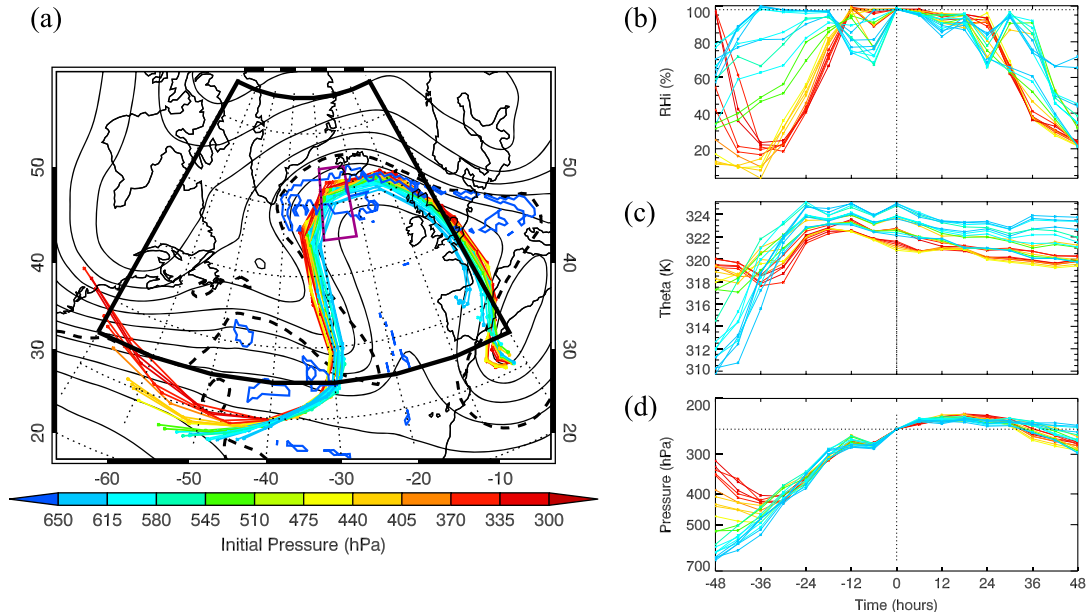 (a)
50
40
30
20
50
40
30
20
-60
-50
-40
-30
-20
-10
650 615 580 545 510 475 440 405 370 335 300
Initial Pressure (hPa)
(b)
100
80
60
40
20
RHi (%)
(c)
324
322
320
318
316
314
312
310
Theta (K)
(d)
200
300
400
500
700
Pressure (hPa)
-48 -36 -24 -12 0 12 24 36 48
Time (hours)